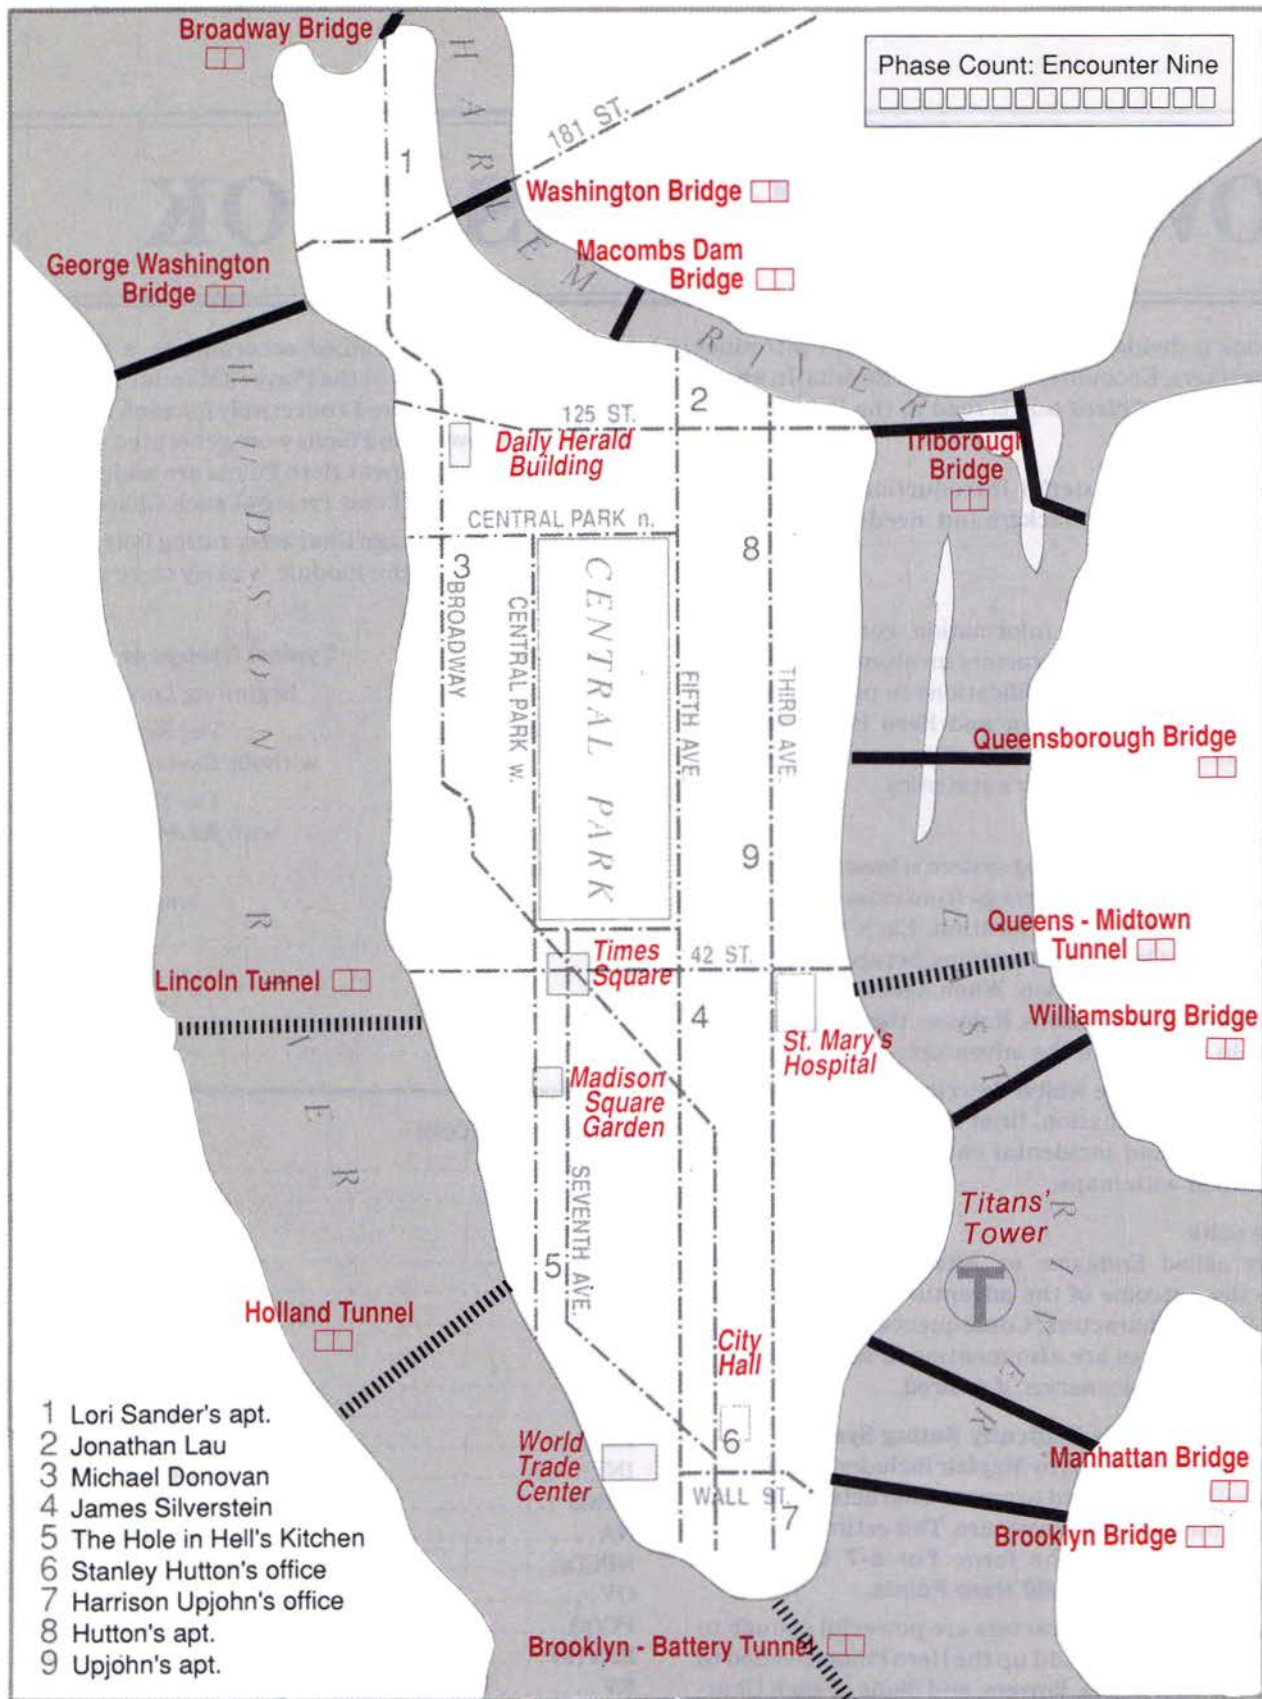 Broadway Bridge
Phase Count: Encounter Nine
HARLEM RIVER
181 ST.
1
Washington Bridge
Macombs Dam
Bridge
George Washington
Bridge
2
125 ST.
Daily Herald
Building
Triborough
Bridge
HUDSON RIVER
CENTRAL PARK n.
3
8
BROADWAY
CENTRAL PARK w.
CENTRAL PARK
FIFTH AVE.
THIRD AVE.
Queensborough Bridge
9
EAST RIVER
Queens - Midtown
Tunnel
Times
Square
42 ST.
Lincoln Tunnel
4
St. Mary's
Hospital
Williamsburg Bridge
Madison
Square
Garden
SEVENTH AVE.
Titans'
Tower
T
5
Holland Tunnel
City
Hall
6
World
Trade
Center
WALL ST.
7
Manhattan Bridge
Brooklyn Bridge
Brooklyn - Battery Tunnel
1 Lori Sander's apt.
2 Jonathan Lau
3 Michael Donovan
4 James Silverstein
5 The Hole in Hell's Kitchen
6 Stanley Hutton's office
7 Harrison Upjohn's office
8 Hutton's apt.
9 Upjohn's apt.